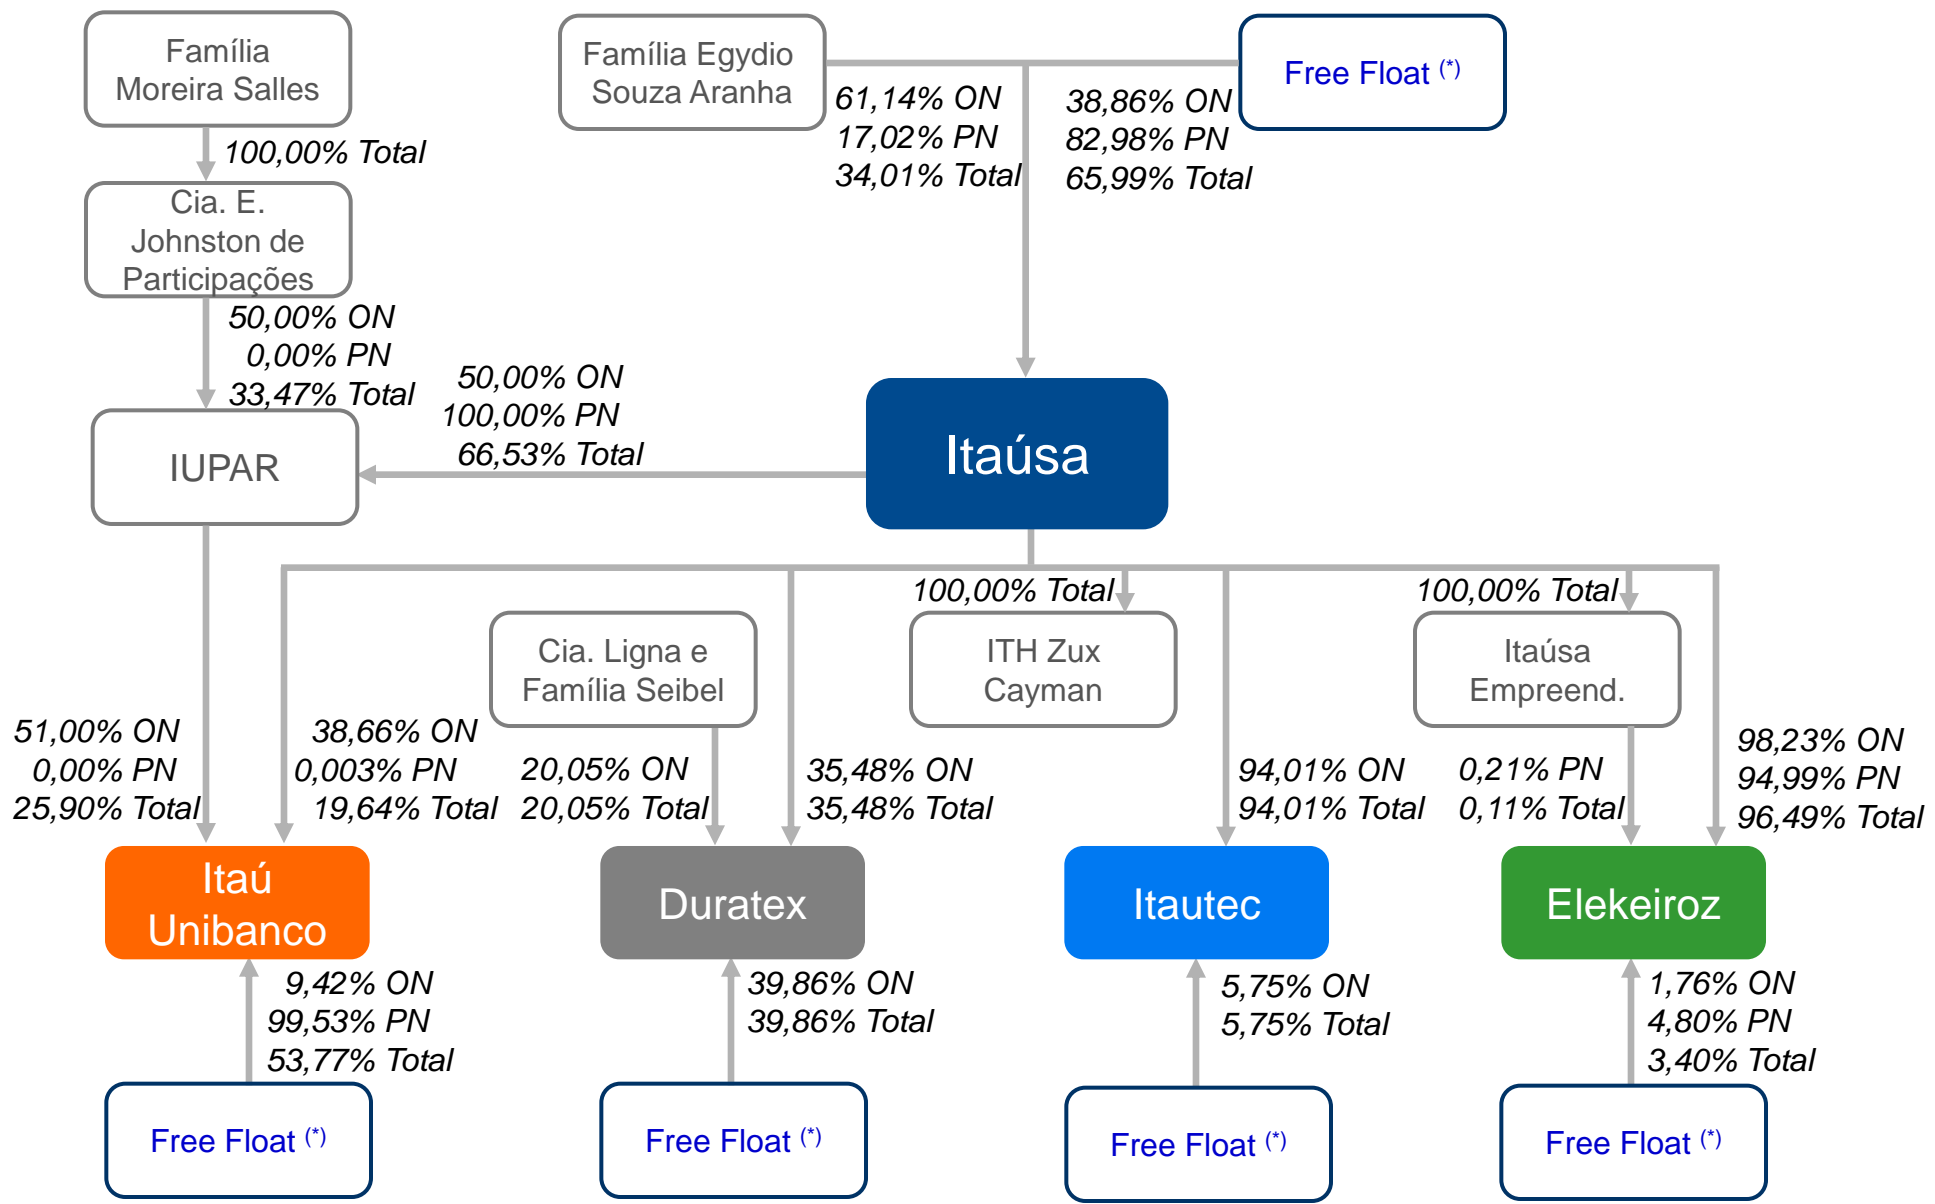 Família
Moreira Salles
100,00% Total
Cia. E.
Johnston de
Participações
50,00% ON
0,00% PN
33,47% Total
IUPAR
Família Egydio
Souza Aranha
61,14% ON
17,02% PN
34,01% Total
Free Float (*)
38,86% ON
82,98% PN
65,99% Total
50,00% ON
100,00% PN
66,53% Total
Itaúsa
100,00% Total
100,00% Total
Cia. Ligna e
Família Seibel
ITH Zux
Cayman
Itaúsa
Empreend.
51,00% ON
0,00% PN
25,90% Total
38,66% ON
0,003% PN
19,64% Total
20,05% ON
20,05% Total
35,48% ON
35,48% Total
94,01% ON
94,01% Total
0,21% PN
0,11% Total
98,23% ON
94,99% PN
96,49% Total
Itaú
Unibanco
Duratex
Itautec
Elekeiroz
9,42% ON
99,53% PN
53,77% Total
39,86% ON
39,86% Total
5,75% ON
5,75% Total
1,76% ON
4,80% PN
3,40% Total
Free Float (*)
Free Float (*)
Free Float (*)
Free Float (*)